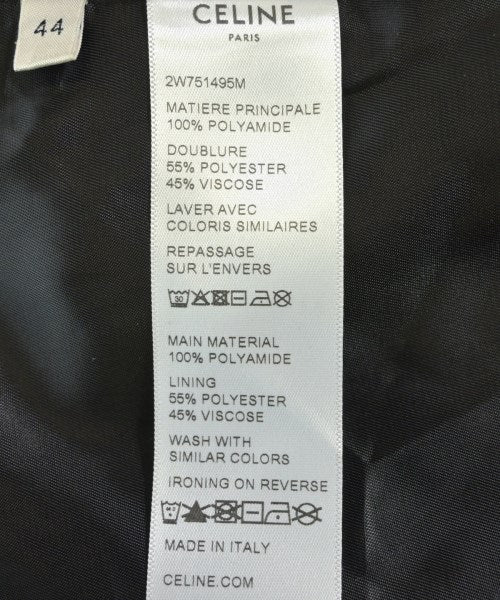 44
CELINE
PARIS
2W751495M
MATIERE PRINCIPALE
100% POLYAMIDE
DOUBLURE
55% POLYESTER
45% VISCOSE
LAVER AVEC
COLORIS SIMILAIRES
REPASSAGE
SUR L'ENVERS
30
MAIN MATERIAL
100% POLYAMIDE
LINING
55% POLYESTER
45% VISCOSE
WASH WITH
SIMILAR COLORS
IRONING ON REVERSE
MADE IN ITALY
CELINE.COM